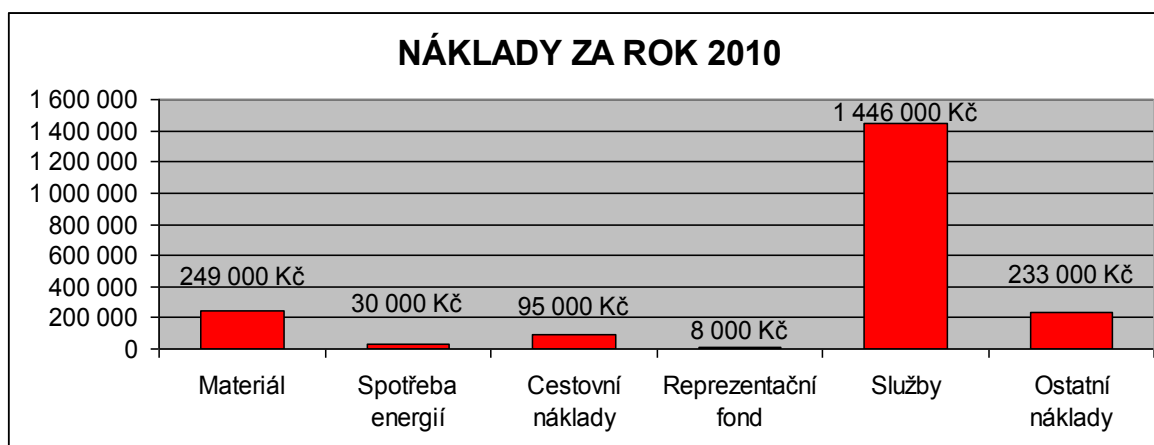 NÁKLADY ZA ROK 2010
1 600 000
1 400 000
1 200 000
1 000 000
800 000
600 000
400 000
200 000
0
249 000 Kč
30 000 Kč
95 000 Kč
8 000 Kč
1 446 000 Kč
233 000 Kč
Materiál
Spotřeba
energií
Cestovní
náklady
Reprezentační
fond
Služby
Ostatní
náklady